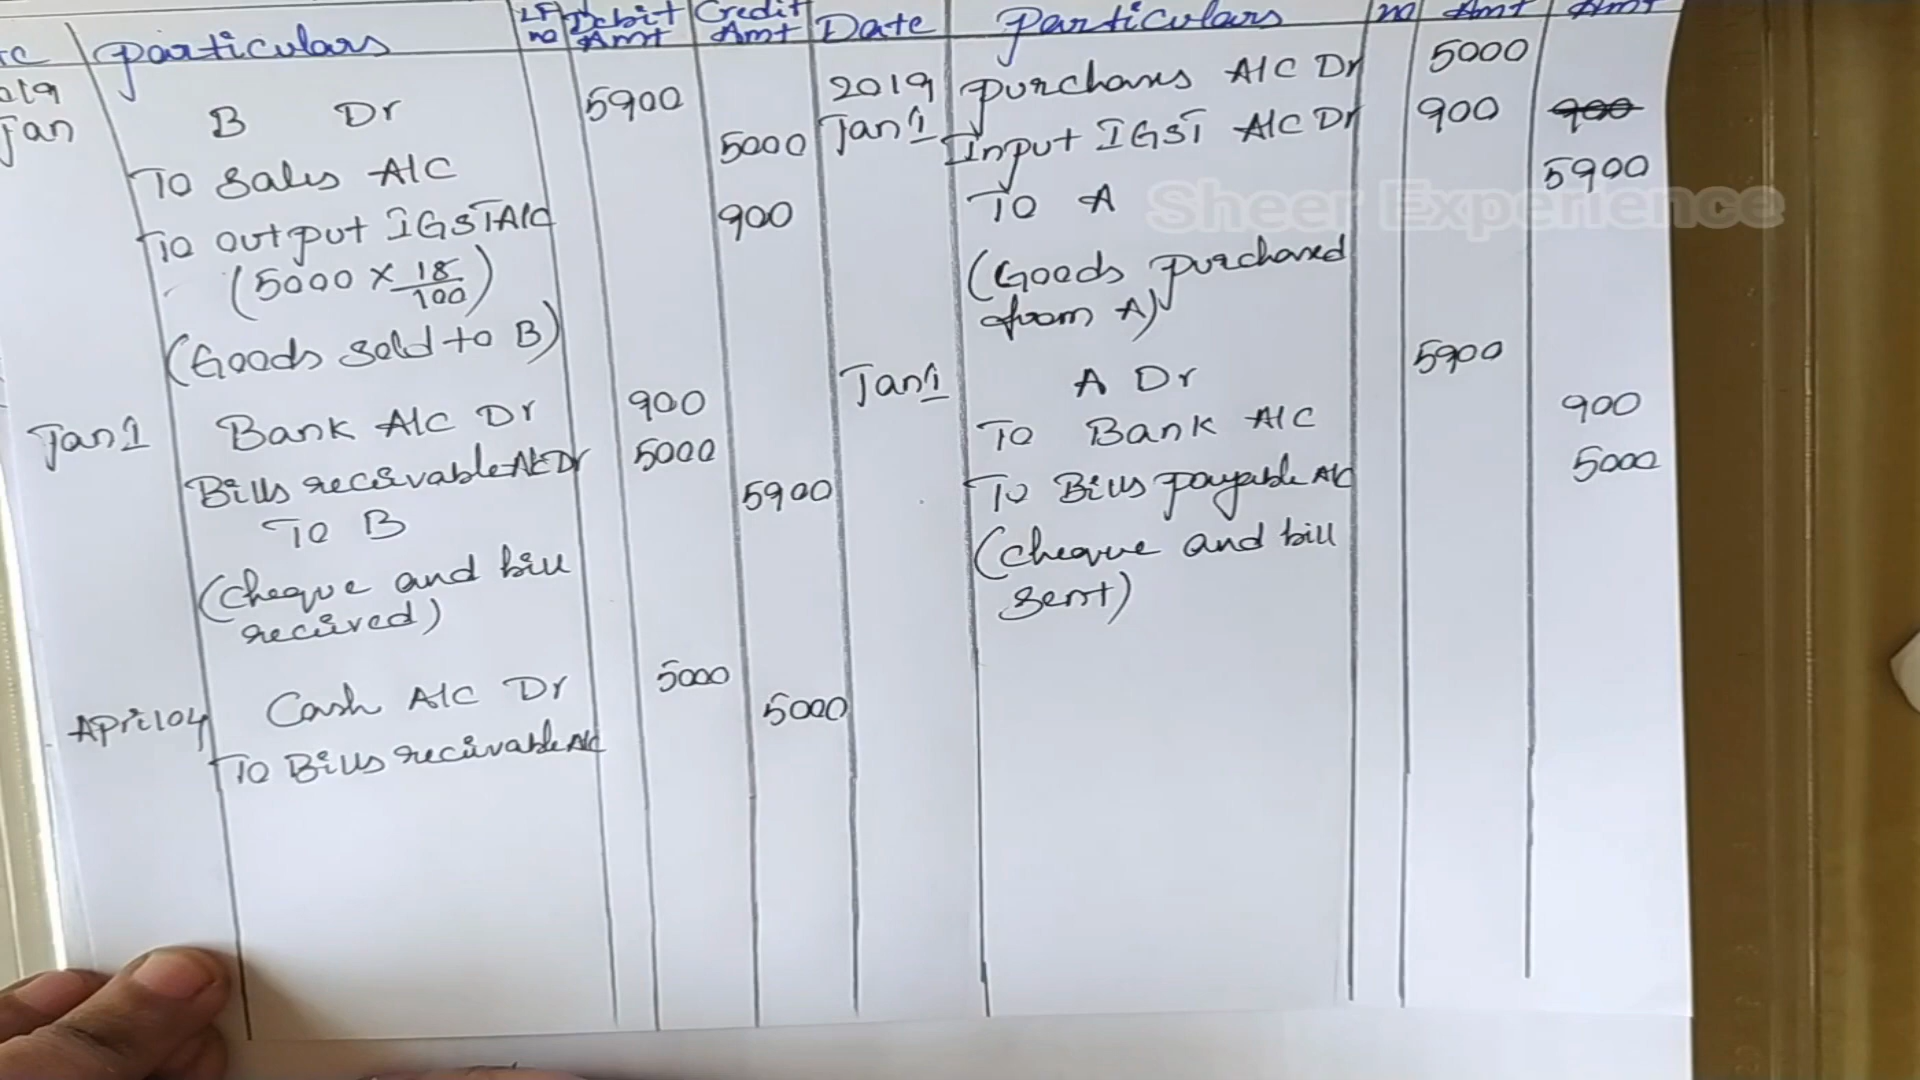 Particulars
LF no
Debit Amt
Credit Amt
2019
Jan
B Dr
5900
To Sales A/C
5000
To output IGST A/C
900
(5000 × 18/100)
(Goods sold to B)
Jan 1
Bank A/C Dr
900
Bills receivable A/c Dr
5000
To B
5900
(Cheque and bill
received)
April 04
Cash A/C Dr
5000
To Bills receivable A/c
5000
Date
Particulars
no
Amt
Amt
2019
Jan 1
Purchases A/C Dr
5000
Input IGST A/C Dr
900
900
To A
5900
(Goods purchased
from A)
Jan 1
A Dr
5900
To Bank A/C
900
To Bills payable A/c
5000
(cheque and bill
sent)
Sheer Experience